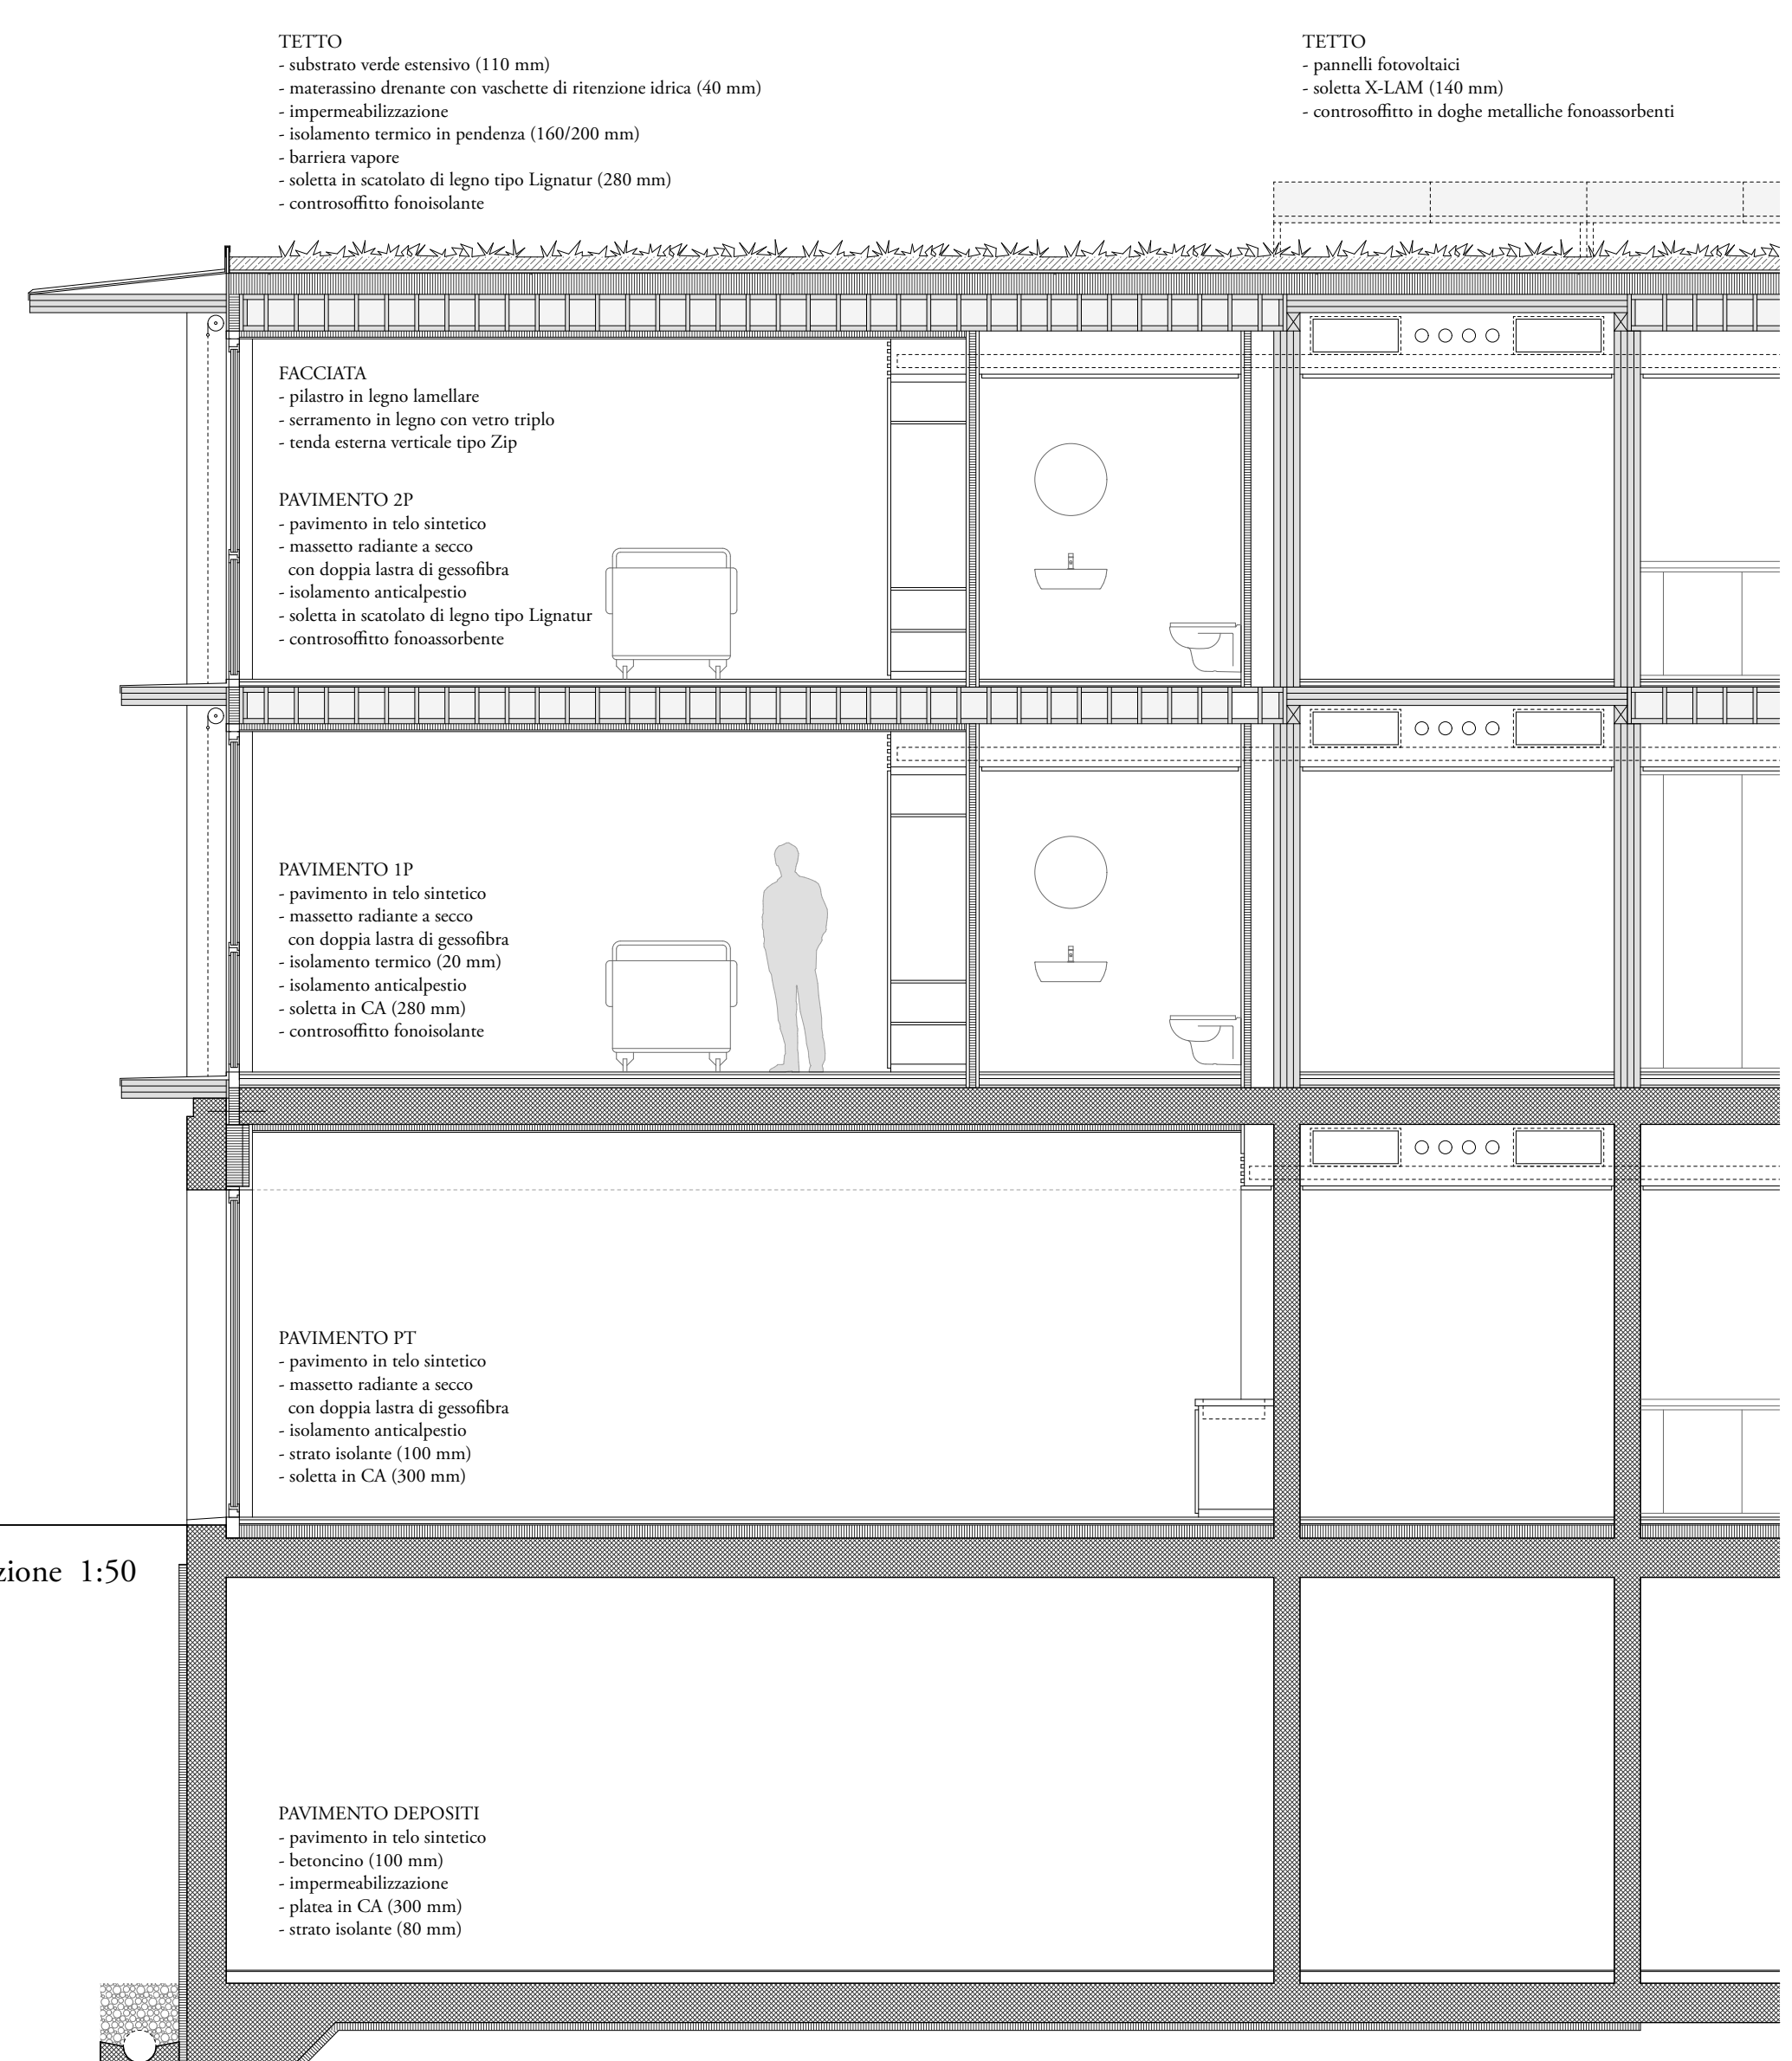 TETTO
- substrato verde estensivo (110 mm)
- materassino drenante con vaschette di ritenzione idrica (40 mm)
- impermeabilizzazione
- isolamento termico in pendenza (160/200 mm)
- barriera vapore
- soletta in scatolato di legno tipo Lignatur (280 mm)
- controsoffitto fonoisolante
TETTO
- pannelli fotovoltaici
- soletta X-LAM (140 mm)
- controsoffitto in doghe metalliche fonoassorbenti
FACCIATA
- pilastro in legno lamellare
- serramento in legno con vetro triplo
- tenda esterna verticale tipo Zip
PAVIMENTO 2P
- pavimento in telo sintetico
- massetto radiante a secco
con doppia lastra di gessofibra
- isolamento anticalpestio
- soletta in scatolato di legno tipo Lignatur
- controsoffitto fonoassorbente
PAVIMENTO 1P
- pavimento in telo sintetico
- massetto radiante a secco
con doppia lastra di gessofibra
- isolamento termico (20 mm)
- isolamento anticalpestio
- soletta in CA (280 mm)
- controsoffitto fonoisolante
PAVIMENTO PT
- pavimento in telo sintetico
- massetto radiante a secco
con doppia lastra di gessofibra
- isolamento anticalpestio
- strato isolante (100 mm)
- soletta in CA (300 mm)
zione 1:50
PAVIMENTO DEPOSITI
- pavimento in telo sintetico
- betoncino (100 mm)
- impermeabilizzazione
- platea in CA (300 mm)
- strato isolante (80 mm)